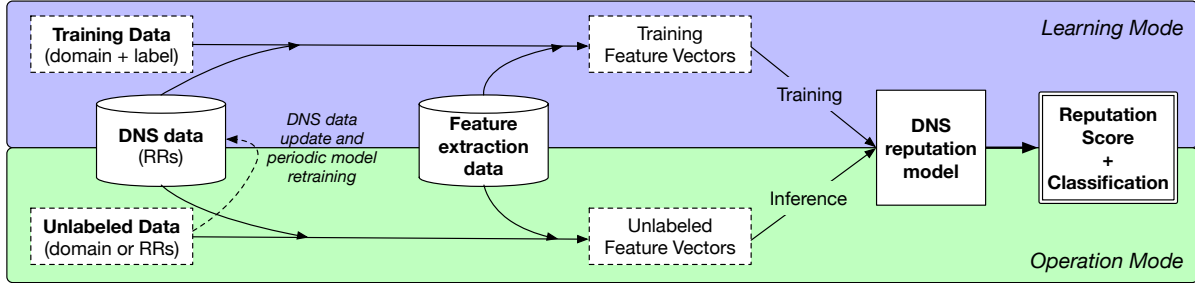 Training Data
(domain + label)
Training
Feature Vectors
Learning Mode
Training
DNS data
(RRs)
DNS data
update and
periodic model
retraining
Feature
extraction
data
DNS
reputation
model
Reputation
Score
+
Classification
Inference
Unlabeled Data
(domain or RRs)
Unlabeled
Feature Vectors
Operation Mode